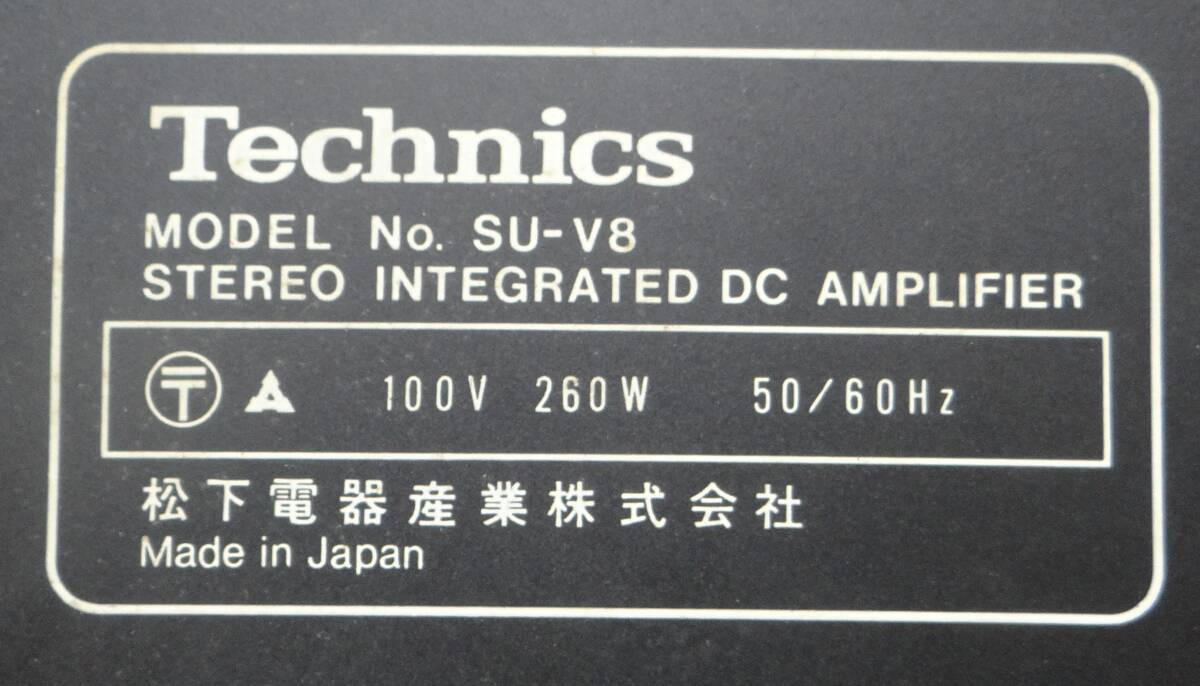 Technics
MODEL No. SU-V8
STEREO INTEGRATED DC AMPLIFIER
〒 100V 260W 50/60Hz
松下電器産業株式会社
Made in Japan